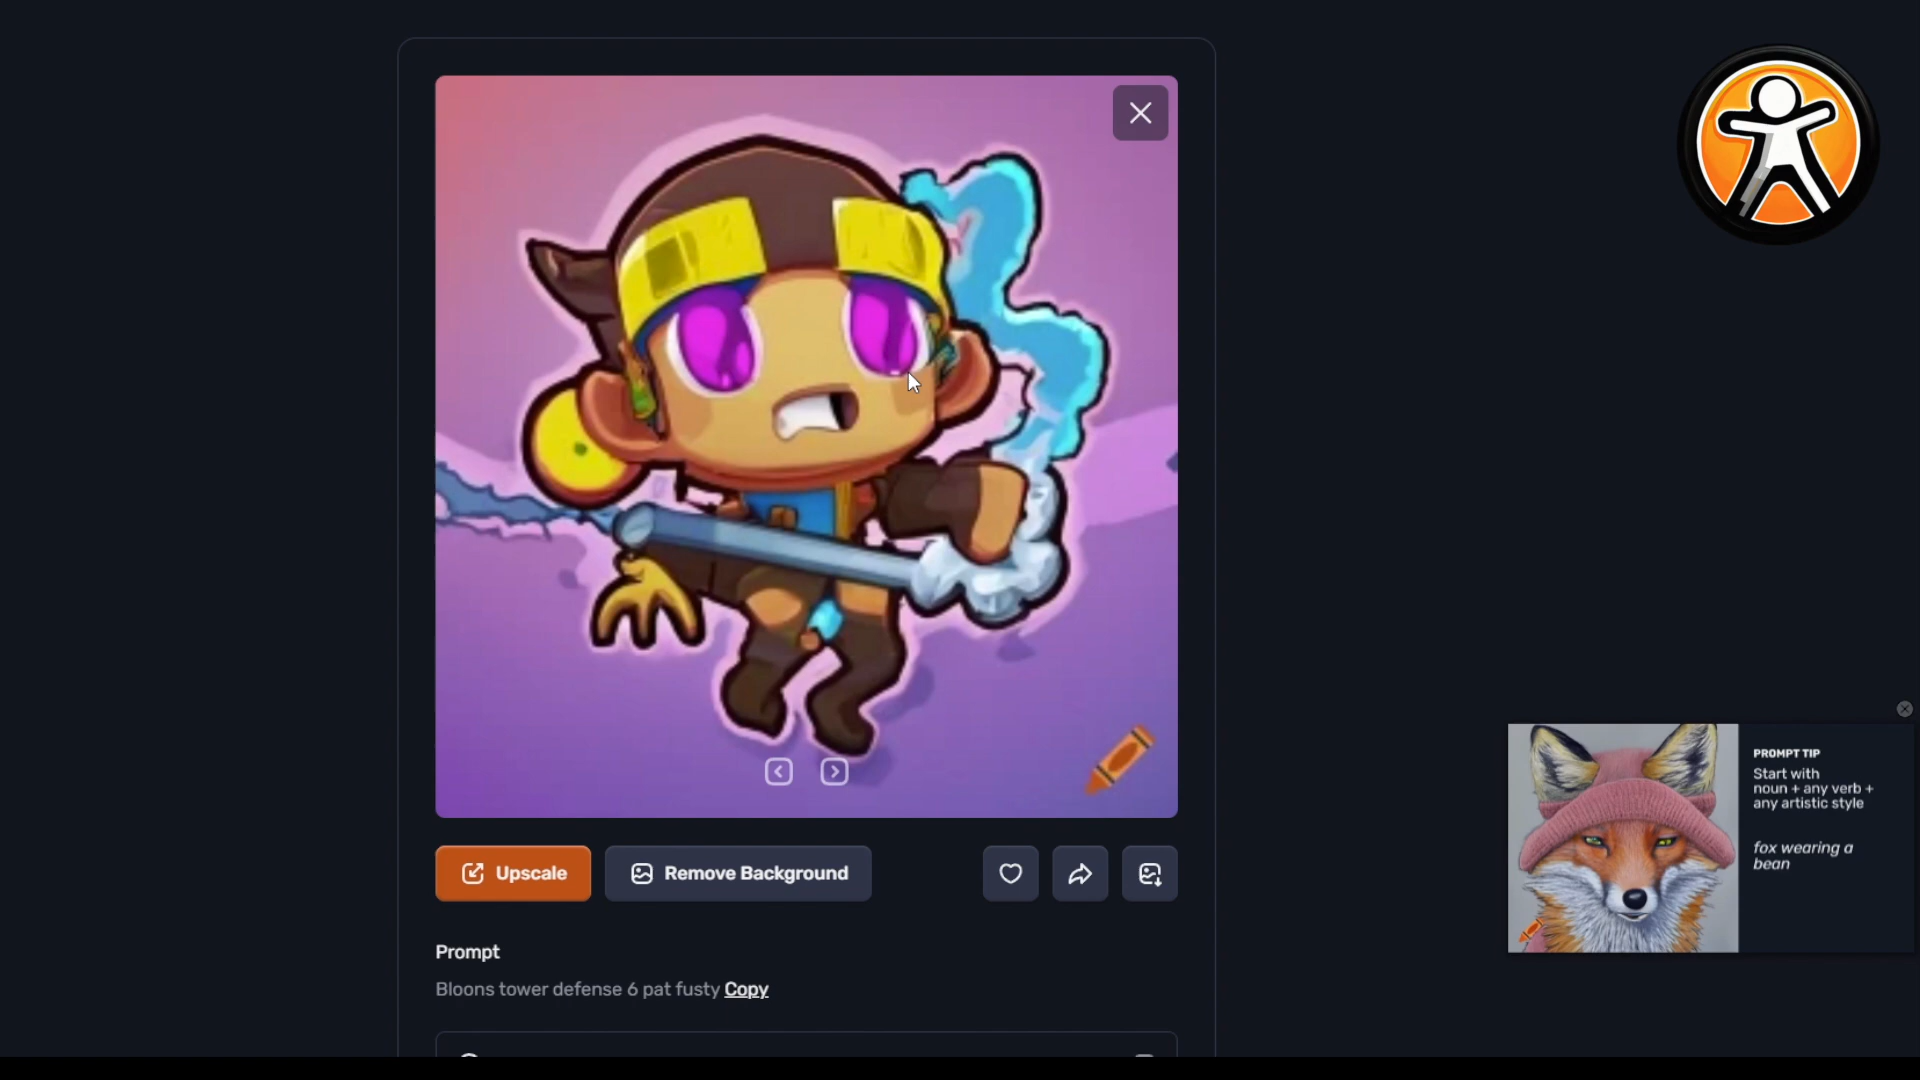 Upscale
Remove Background
Prompt
Bloons tower defense 6 pat fusty Copy
PROMPT TIP
Start with
noun + any verb +
any artistic style
fox wearing a
bean